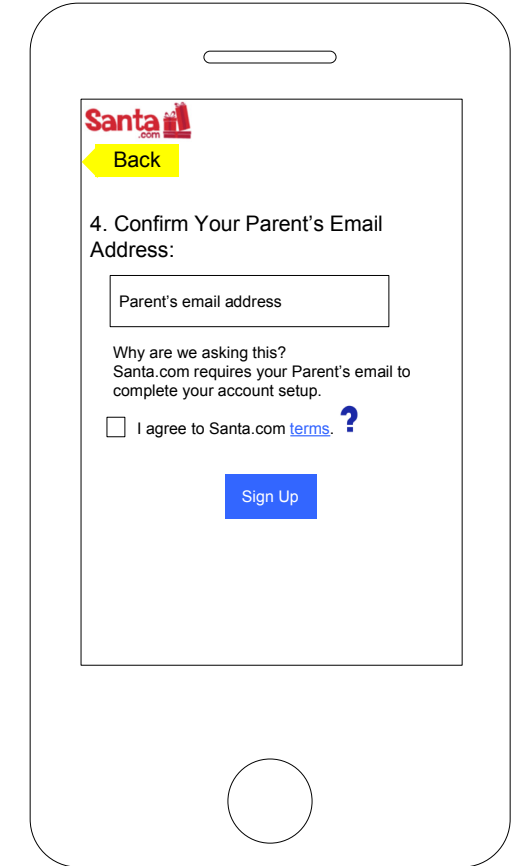 Santa
.com
Back
4. Confirm Your Parent’s Email
Address:
Parent’s email address
Why are we asking this?
Santa.com requires your Parent’s email to
complete your account setup.
I agree to Santa.com terms. ?
Sign Up